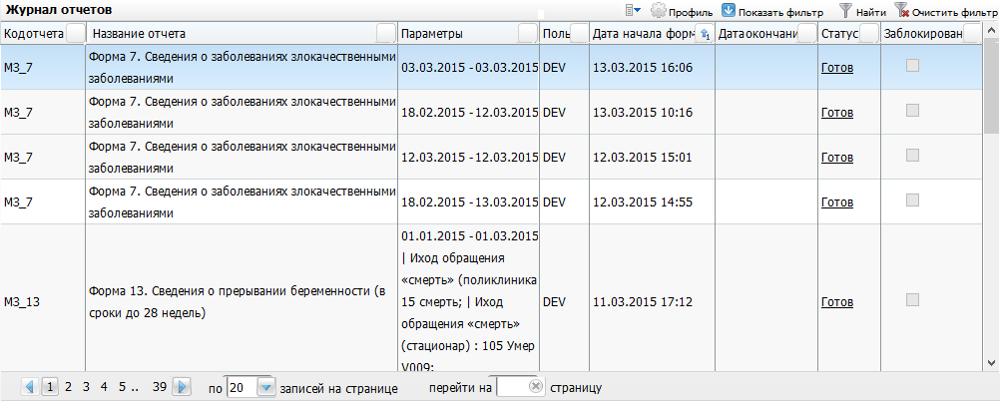 Журнал отчетов
Профиль Показать фильтр Найти Очистить фильтр
Код отчета Название отчета Параметры Поль Дата начала форм Дата окончани Статус Заблокирован
МЗ_7 Форма 7. Сведения о заболеваниях злокачественными 03.03.2015 - 03.03.2015 DEV 13.03.2015 16:06 Готов
заболеваниями
МЗ_7 Форма 7. Сведения о заболеваниях злокачественными 18.02.2015 - 12.03.2015 DEV 13.03.2015 10:16 Готов
заболеваниями
МЗ_7 Форма 7. Сведения о заболеваниях злокачественными 12.03.2015 - 12.03.2015 DEV 12.03.2015 15:01 Готов
заболеваниями
МЗ_7 Форма 7. Сведения о заболеваниях злокачественными 18.02.2015 - 13.03.2015 DEV 12.03.2015 14:55 Готов
заболеваниями
01.01.2015 - 01.03.2015
| Иход обращения
«смерть» (поликлиника
МЗ_13 Форма 13. Сведения о прерывании беременности (в 15 смерть; | Иход DEV 11.03.2015 17:12 Готов
сроки до 28 недель) обращения «смерть»
(стационар) : 105 Умер
V009:
1 2 3 4 5 .. 39 по 20 записей на странице перейти на страницу